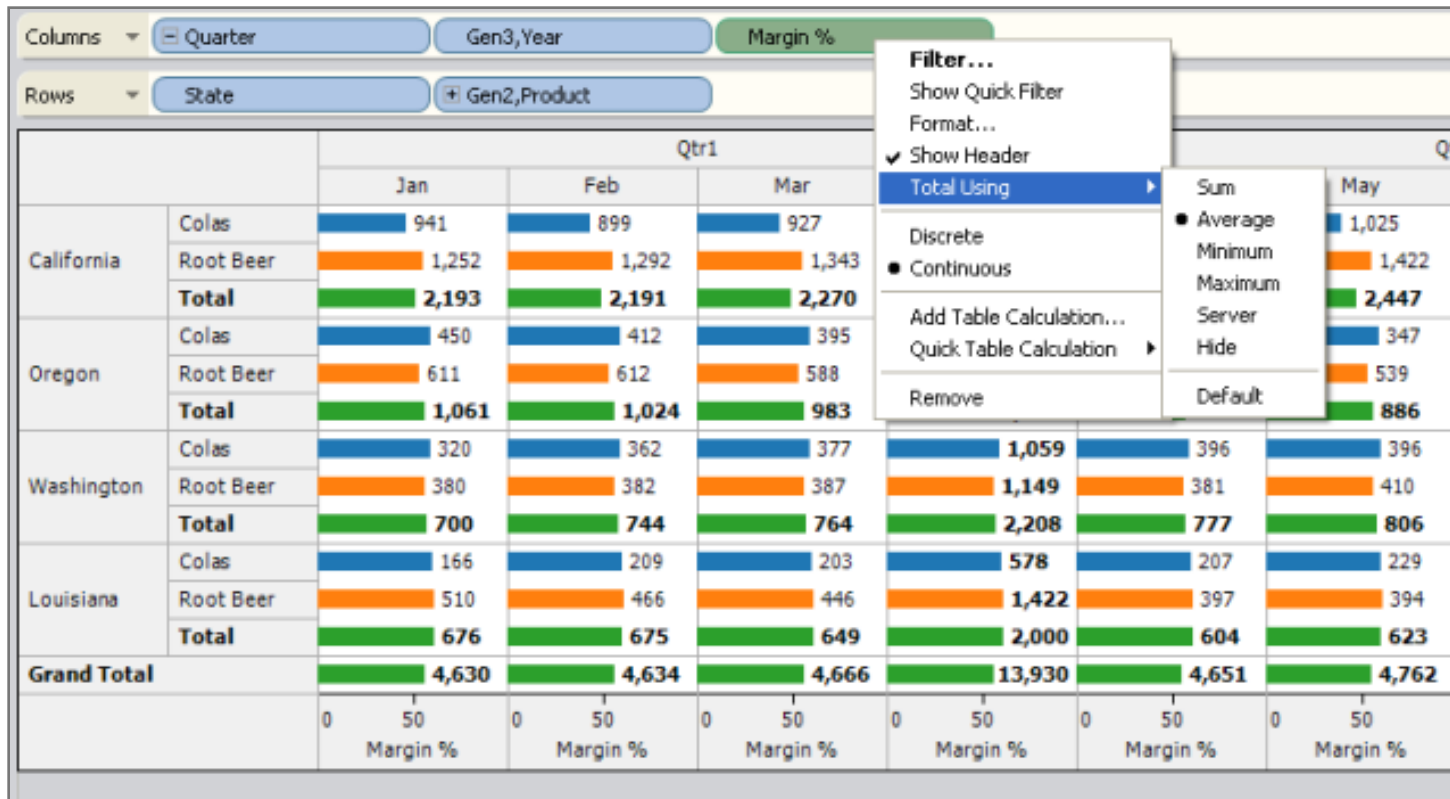 Columns Quarter Gen3,Year Margin %
Rows State Gen2,Product
Filter...
Show Quick Filter
Format...
Show Header
Total Using
Discrete
Continuous
Add Table Calculation...
Quick Table Calculation
Remove
Sum
Average
Minimum
Maximum
Server
Hide
Default
Qtr1
Jan Feb Mar May
California Colas 941 899 927 1,025
Root Beer 1,252 1,292 1,343 1,422
Total 2,193 2,191 2,270 2,447
Oregon Colas 450 412 395 347
Root Beer 611 612 588 539
Total 1,061 1,024 983 886
Washington Colas 320 362 377 1,059 396 396
Root Beer 380 382 387 1,149 381 410
Total 700 744 764 2,208 777 806
Louisiana Colas 166 209 203 578 207 229
Root Beer 510 466 446 1,422 397 394
Total 676 675 649 2,000 604 623
Grand Total 4,630 4,634 4,666 13,930 4,651 4,762
0 50 0 50 0 50 0 50 0 50 0 50
Margin % Margin % Margin % Margin % Margin % Margin %